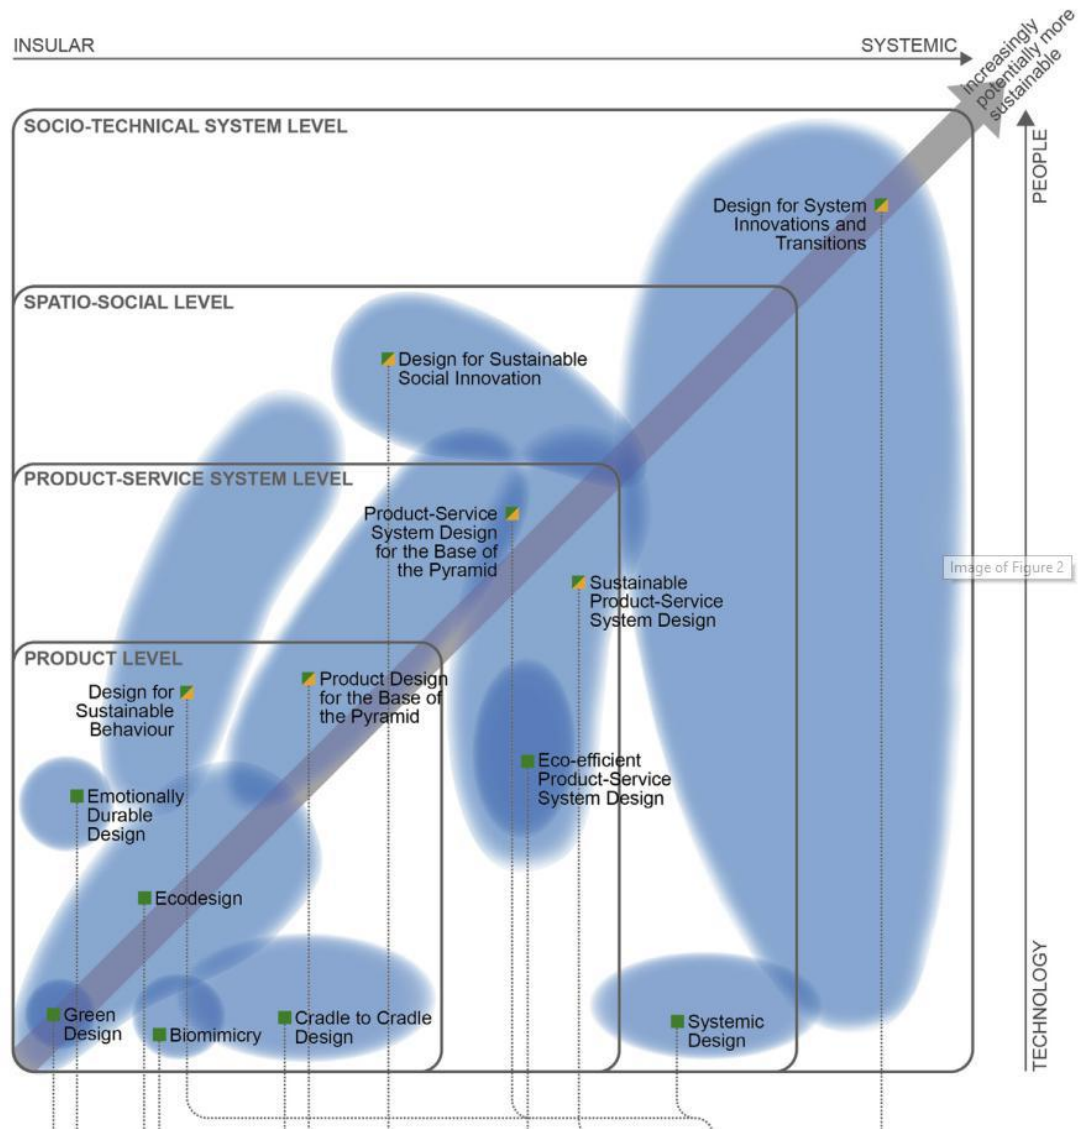 INSULAR
SYSTEMIC
increasingly
potentially more
sustainable
SOCIO-TECHNICAL SYSTEM LEVEL
PEOPLE
Design for System
Innovations and
Transitions
SPATIO-SOCIAL LEVEL
Design for Sustainable
Social Innovation
PRODUCT-SERVICE SYSTEM LEVEL
Product-Service
System Design
for the Base of
the Pyramid
Image of Figure 2
Sustainable
Product-Service
System Design
PRODUCT LEVEL
Design for
Sustainable
Behaviour
Product Design
for the Base of
the Pyramid
Eco-efficient
Product-Service
System Design
Emotionally
Durable
Design
Ecodesign
TECHNOLOGY
Green
Design
Biomimicry
Cradle to Cradle
Design
Systemic
Design